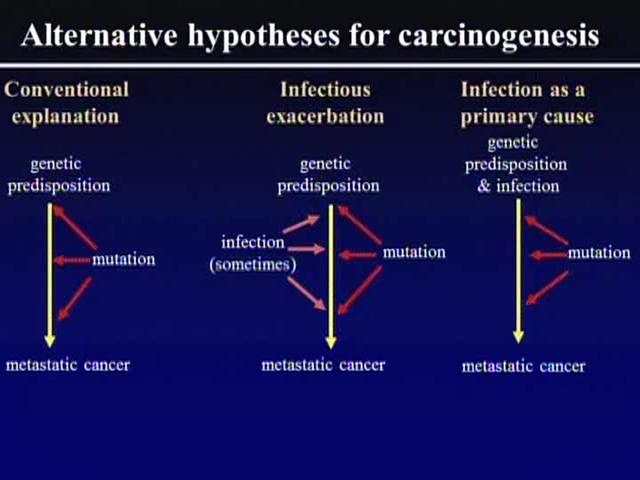 Alternative hypotheses for carcinogenesis
Conventional
explanation
genetic
predisposition
mutation
metastatic cancer
Infectious
exacerbation
genetic
predisposition
infection
(sometimes)
mutation
metastatic cancer
Infection as a
primary cause
genetic
predisposition
& infection
mutation
metastatic cancer